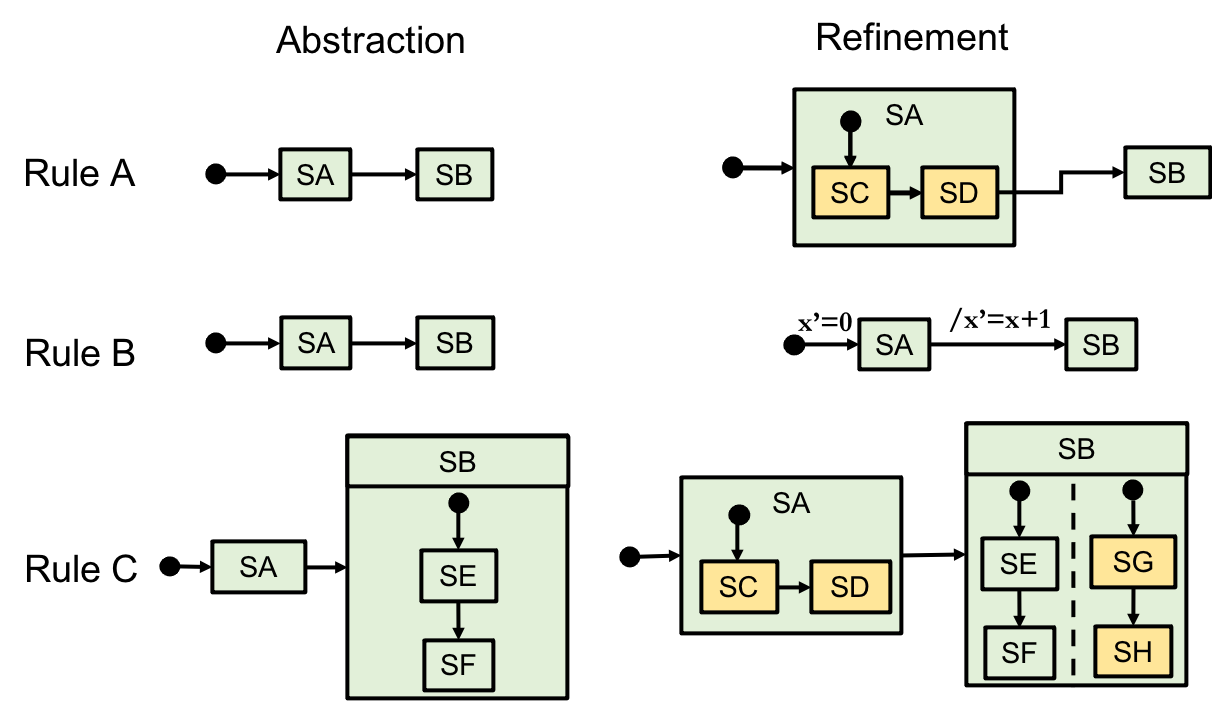 Abstraction
Refinement
Rule A
SA
SB
SA
SC
SD
SB
Rule B
SA
SB
x'=0
/x'=x+1
SA
SB
Rule C
SA
SB
SE
SF
SA
SC
SD
SB
SE
SG
SF
SH